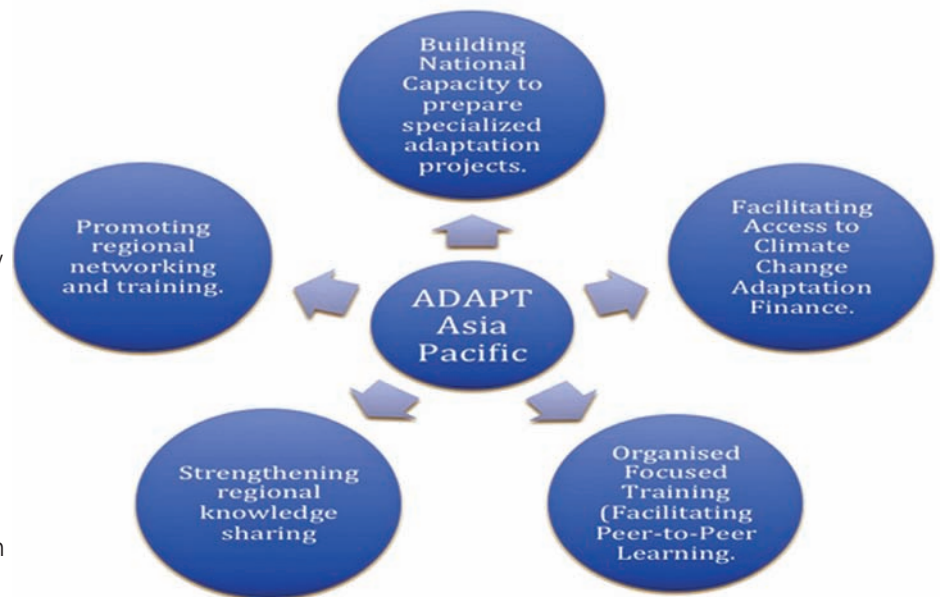 Building
National
Capacity to
prepare
specialized
adaptation
projects.
Facilitating
Access to
Climate
Change
Adaptation
Finance.
Organised
Focused
Training
(Facilitating
Peer-to-Peer
Learning.
Strengthening
regional
knowledge
sharing
Promoting
regional
networking
and training.
ADAPT
Asia
Pacific